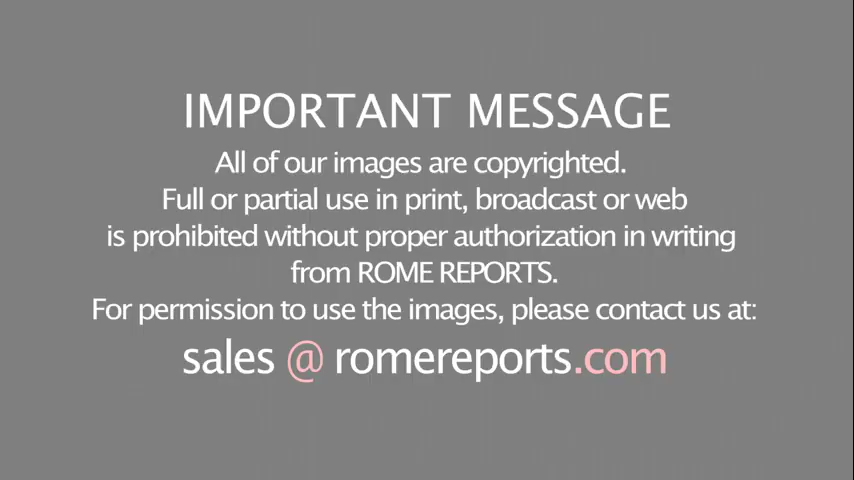 IMPORTANT MESSAGE
All of our images are copyrighted.
Full or partial use in print, broadcast or web
is prohibited without proper authorization in writing
from ROME REPORTS.
For permission to use the images, please contact us at:
sales @ romereports.com